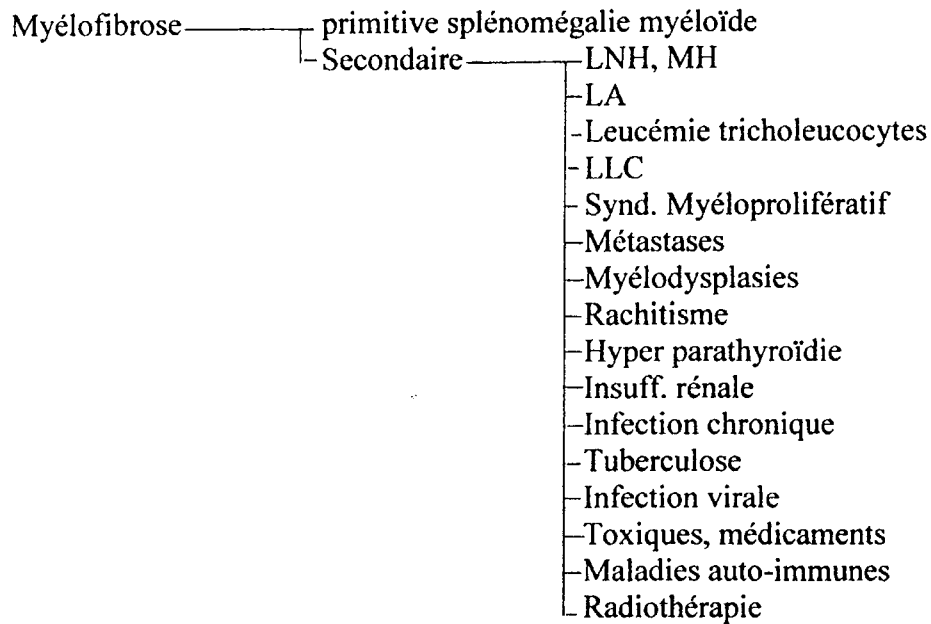 Myélofibrose primitive splénomégalie myéloïde
Secondaire LNH, MH
LA
Leucémie tricholeucocytes
LLC
Synd. Myéloprolifératif
Métastases
Myélodysplasies
Rachitisme
Hyper parathyroïdie
Insuff. rénale
Infection chronique
Tuberculose
Infection virale
Toxiques, médicaments
Maladies auto-immunes
Radiothérapie